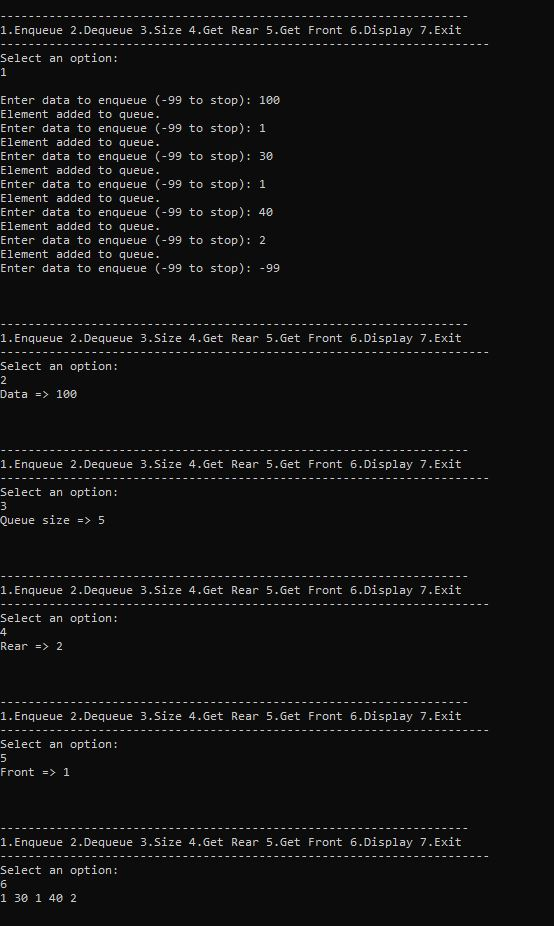 -------------------------------------------------------------------
1.Enqueue 2.Dequeue 3.Size 4.Get Rear 5.Get Front 6.Display 7.Exit
----------------------------------------------------------------------
Select an option:
1
Enter data to enqueue (-99 to stop): 100
Element added to queue.
Enter data to enqueue (-99 to stop): 1
Element added to queue.
Enter data to enqueue (-99 to stop): 30
Element added to queue.
Enter data to enqueue (-99 to stop): 1
Element added to queue.
Enter data to enqueue (-99 to stop): 40
Element added to queue.
Enter data to enqueue (-99 to stop): 2
Element added to queue.
Enter data to enqueue (-99 to stop): -99
-------------------------------------------------------------------
1.Enqueue 2.Dequeue 3.Size 4.Get Rear 5.Get Front 6.Display 7.Exit
----------------------------------------------------------------------
Select an option:
2
Data => 100
-------------------------------------------------------------------
1.Enqueue 2.Dequeue 3.Size 4.Get Rear 5.Get Front 6.Display 7.Exit
----------------------------------------------------------------------
Select an option:
3
Queue size => 5
-------------------------------------------------------------------
1.Enqueue 2.Dequeue 3.Size 4.Get Rear 5.Get Front 6.Display 7.Exit
----------------------------------------------------------------------
Select an option:
4
Rear => 2
-------------------------------------------------------------------
1.Enqueue 2.Dequeue 3.Size 4.Get Rear 5.Get Front 6.Display 7.Exit
----------------------------------------------------------------------
Select an option:
5
Front => 1
-------------------------------------------------------------------
1.Enqueue 2.Dequeue 3.Size 4.Get Rear 5.Get Front 6.Display 7.Exit
----------------------------------------------------------------------
Select an option:
6
1 30 1 40 2